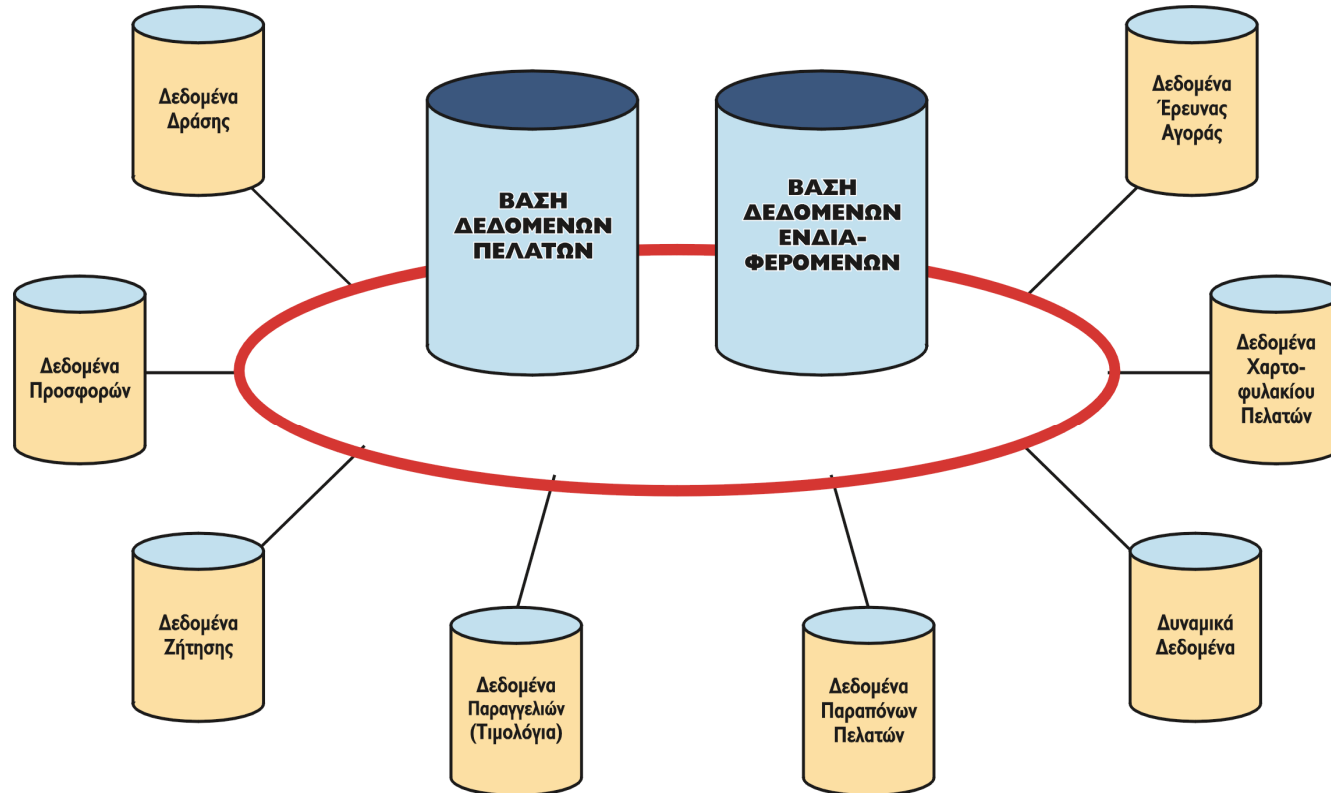 Δεδομένα
Δράσης
ΒΑΣΗ
ΔΕΔΟΜΕΝΩΝ
ΠΕΛΑΤΩΝ
ΒΑΣΗ
ΔΕΔΟΜΕΝΩΝ
ΕΝΔΙΑ-
ΦΕΡΟΜΕΝΩΝ
Δεδομένα
Έρευνας
Αγοράς
Δεδομένα
Προσφορών
Δεδομένα
Χαρτο-
φυλακίου
Πελατών
Δεδομένα
Ζήτησης
Δεδομένα
Παραγγελιών
(Τιμολόγια)
Δεδομένα
Παραπόνων
Πελατών
Δυναμικά
Δεδομένα